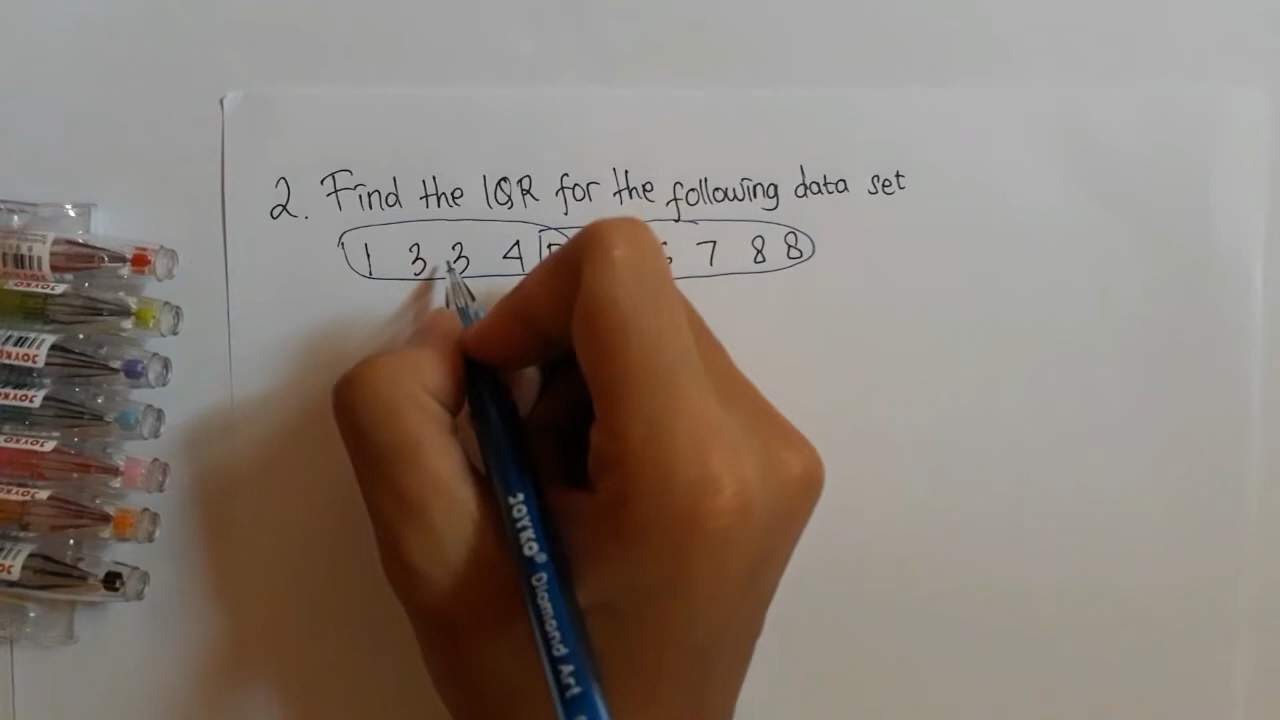 2. Find the IQR for the following data set
1 3 3 4 7 8 8
JOYKO
JOYKO
JOYKO
JOYKO
JOYKO
JOYKO® Diamond Art